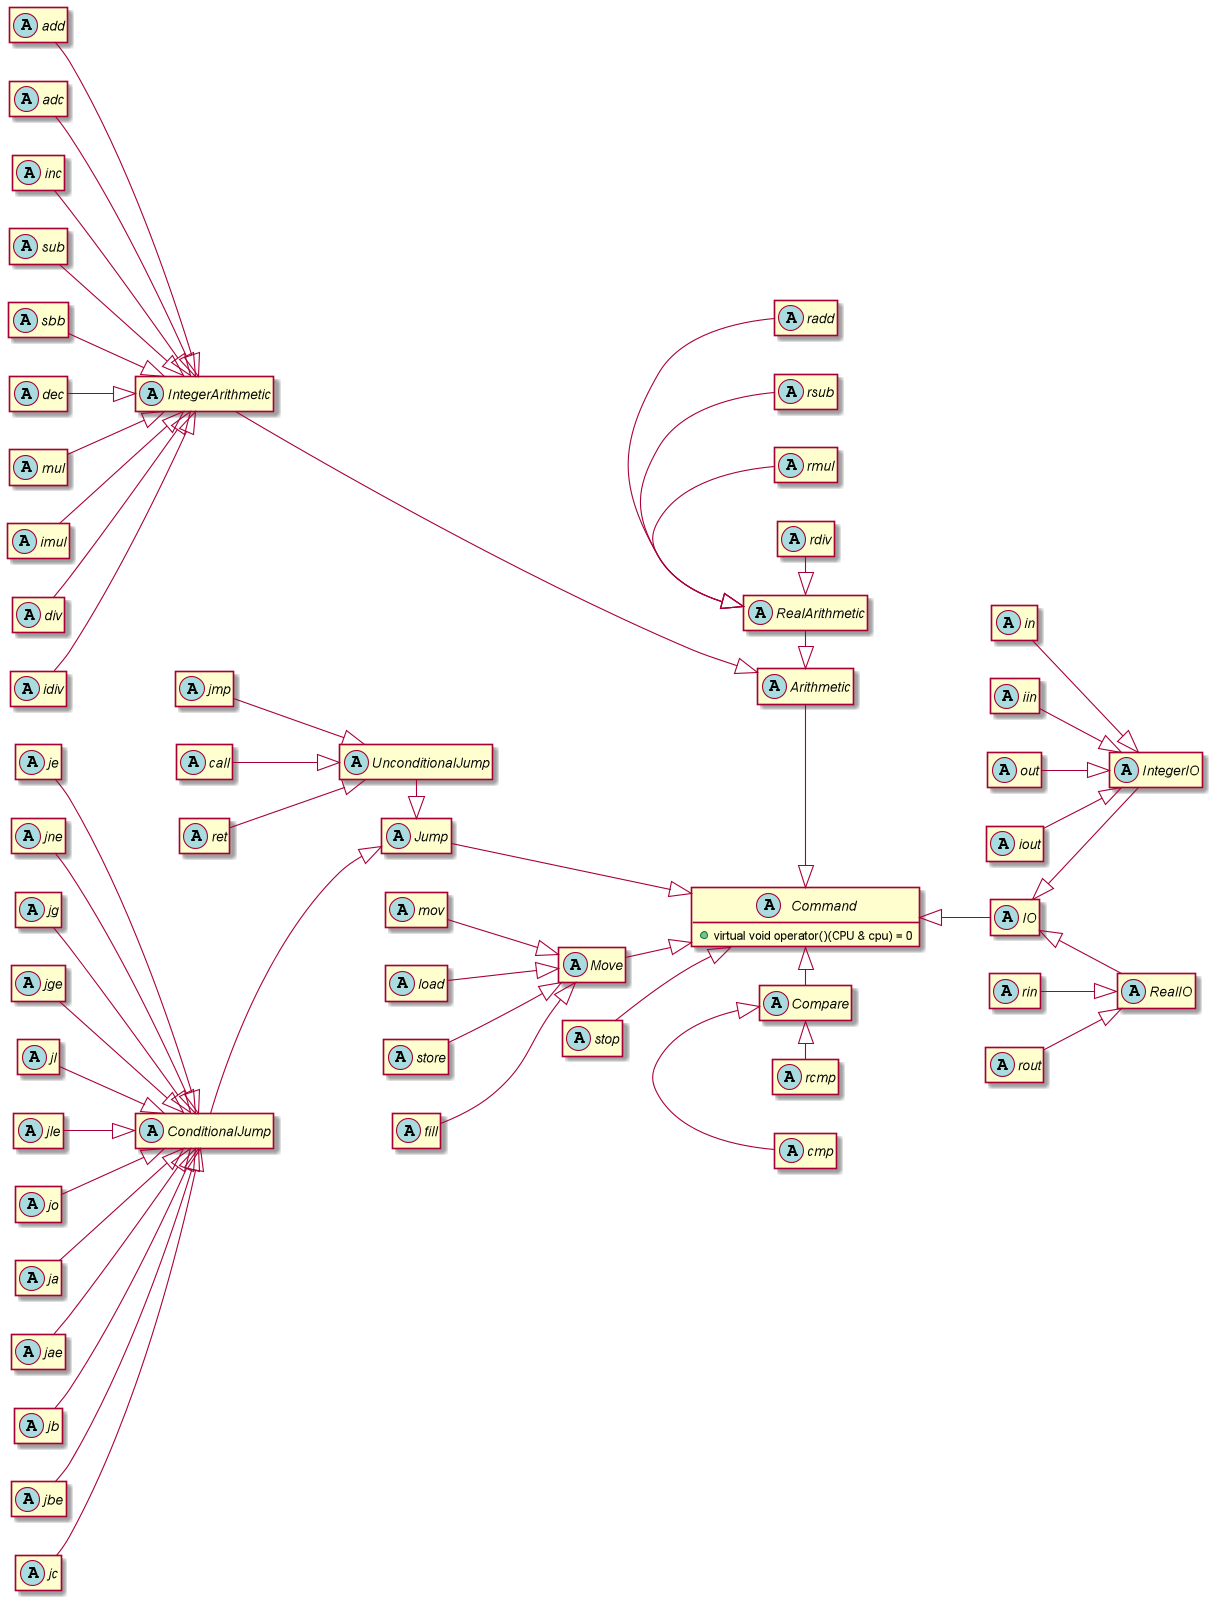 A add
A adc
A inc
A sub
A sbb
A dec
A mul
A imul
A div
A idiv
A IntegerArithmetic
A radd
A rsub
A rmul
A rdiv
A RealArithmetic
A Arithmetic
A jmp
A call
A ret
A UnconditionalJump
A Jump
A je
A jne
A jg
A jge
A jl
A jle
A jo
A ja
A jae
A jb
A jbe
A jc
A ConditionalJump
A mov
A load
A store
A fill
A Move
A stop
A Command
virtual void operator()(CPU & cpu) = 0
A Compare
A rcmp
A cmp
A in
A iin
A out
A iout
A IntegerIO
A IO
A rin
A rout
A RealIO